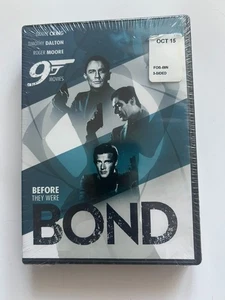 DANIEL CRAIG
TIMOTHY DALTON
ROGER MOORE
9 MOVIES
OCT 15
BEFORE
THEY WERE
BOND